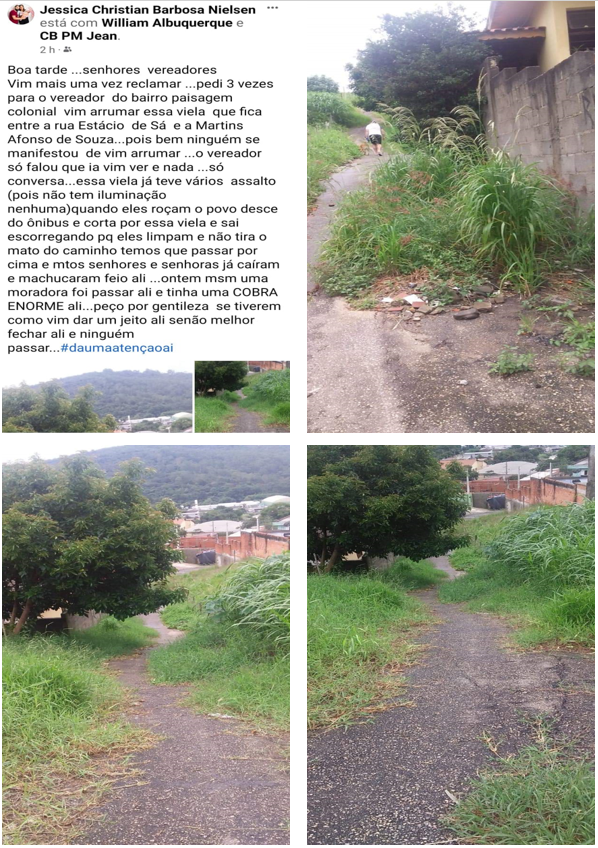 Jessica Christian Barbosa Nielsen
está com William Albuquerque e
CB PM Jean.
2 h ·
Boa tarde ...senhores vereadores
Vim mais uma vez reclamar ...pedi 3 vezes
para o vereador do bairro paisagem
colonial vim arrumar essa viela que fica
entre a rua Estácio de Sá e a Martins
Afonso de Souza...pois bem ninguém se
manifestou de vim arrumar ...o vereador
só falou que ia vim ver e nada ...só
conversa...essa viela já teve vários assalto
(pois não tem iluminação
nenhuma)quando eles roçam o povo desce
do ônibus e corta por essa viela e sai
escorregando pq eles limpam e não tira o
mato do caminho temos que passar por
cima e mtos senhores e senhoras já caíram
e machucaram feio ali ...ontem msm uma
moradora foi passar ali e tinha uma COBRA
ENORME ali...peço por gentileza se tiverem
como vim dar um jeito ali senão melhor
fechar ali e ninguém
passar...#daumaatençaoai